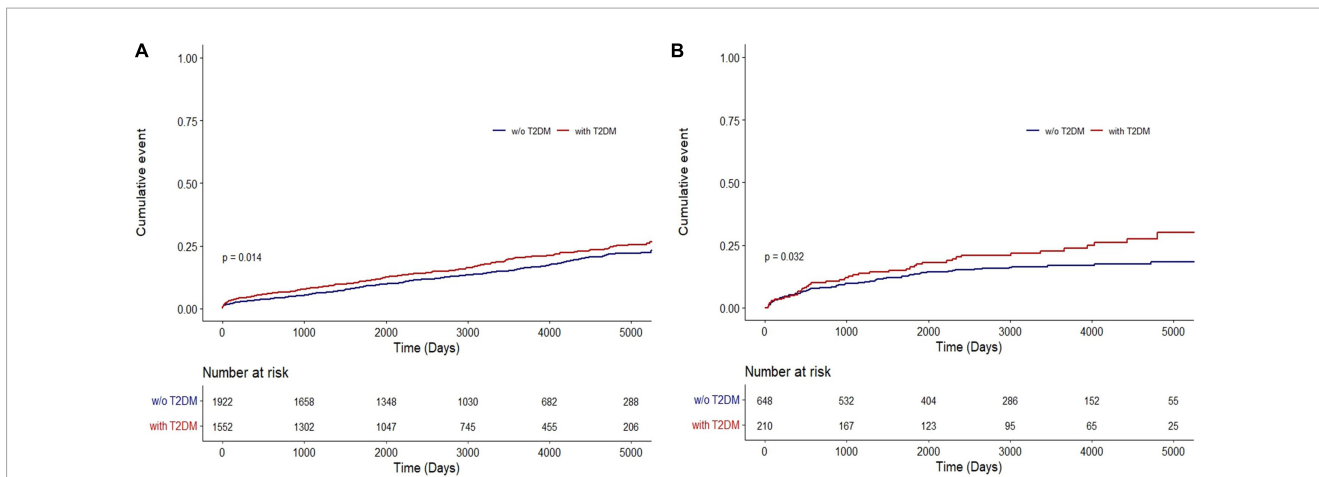 A
1.00
0.75
0.50
0.25
0.00
Cumulative event
w/o T2DM with T2DM
p = 0.014
0 1000 2000 3000 4000 5000
Time (Days)
Number at risk
w/o T2DM 1922 1658 1348 1030 682 288
with T2DM 1552 1302 1047 745 455 206
0 1000 2000 3000 4000 5000
Time (Days)
B
1.00
0.75
0.50
0.25
0.00
Cumulative event
w/o T2DM with T2DM
p = 0.032
0 1000 2000 3000 4000 5000
Time (Days)
Number at risk
w/o T2DM 648 532 404 286 152 55
with T2DM 210 167 123 95 65 25
0 1000 2000 3000 4000 5000
Time (Days)